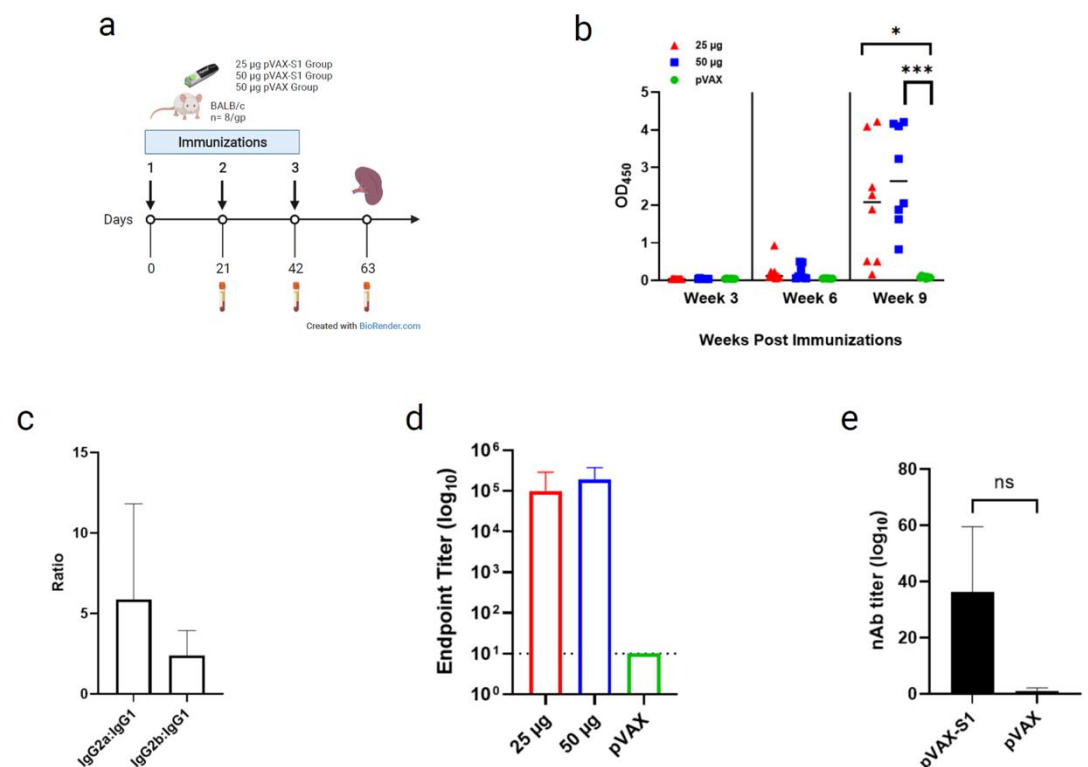 a
25 µg pVAX-S1 Group
50 µg pVAX-S1 Group
50 µg pVAX Group
BALB/c
n= 8/gp
Immunizations
1 2 3
Days
0 21 42 63
Created with BioRender.com
b
25 µg
50 µg
pVAX
*
***
OD450
5
4
3
2
1
0
Week 3 Week 6 Week 9
Weeks Post Immunizations
c
Ratio
15
10
5
0
IgG2a:IgG1
IgG2b:IgG1
d
Endpoint Titer (log10)
10^6
10^5
10^4
10^3
10^2
10^1
10^0
25 µg
50 µg
pVAX
e
nAb titer (log10)
80
60
40
20
0
ns
pVAX-S1
pVAX